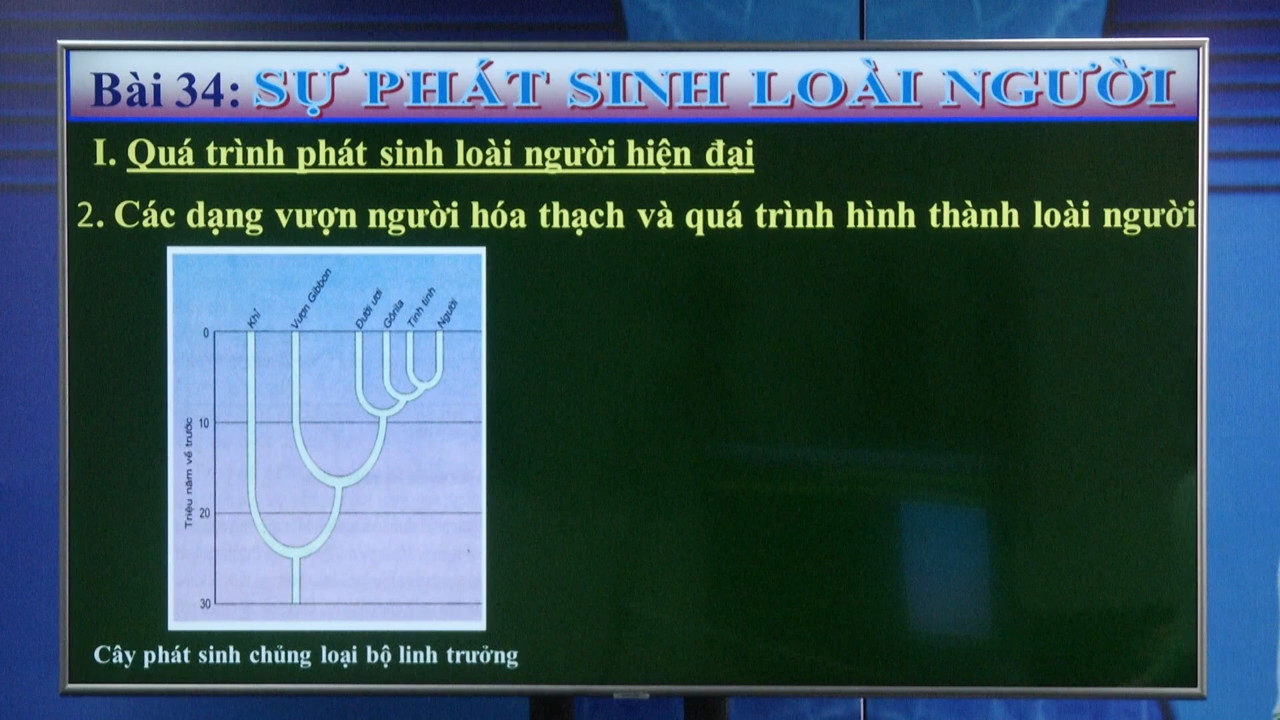 Bài 34: SỰ PHÁT SINH LOÀI NGƯỜI
I. Quá trình phát sinh loài người hiện đại
2. Các dạng vượn người hóa thạch và quá trình hình thành loài người
Khỉ
Vượn Gibbon
Đười ươi
Gôrila
Tinh tinh
Người
0
10
20
30
Triệu năm về trước
Cây phát sinh chủng loại bộ linh trưởng